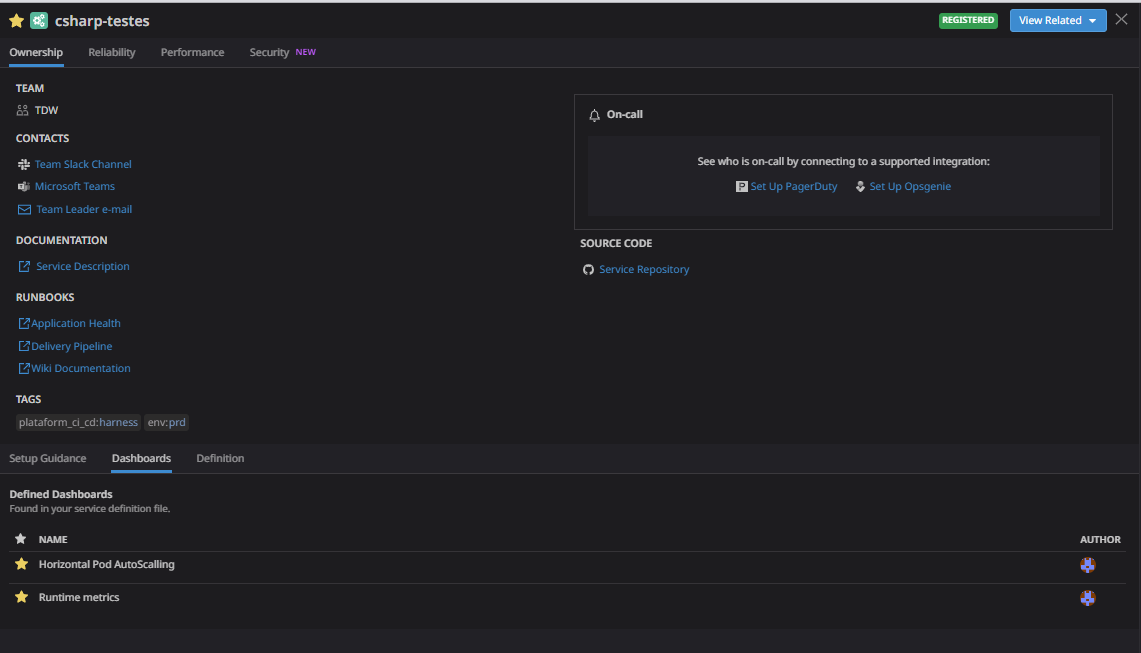 csharp-testes
REGISTERED
View Related
Ownership
Reliability
Performance
Security NEW
TEAM
TDW
CONTACTS
Team Slack Channel
Microsoft Teams
Team Leader e-mail
DOCUMENTATION
Service Description
RUNBOOKS
Application Health
Delivery Pipeline
Wiki Documentation
TAGS
plataform_ci_cd:harness env:prd
On-call
See who is on-call by connecting to a supported integration:
P Set Up PagerDuty Set Up Opsgenie
SOURCE CODE
Service Repository
Setup Guidance
Dashboards
Definition
Defined Dashboards
Found in your service definition file.
NAME AUTHOR
Horizontal Pod AutoScalling
Runtime metrics